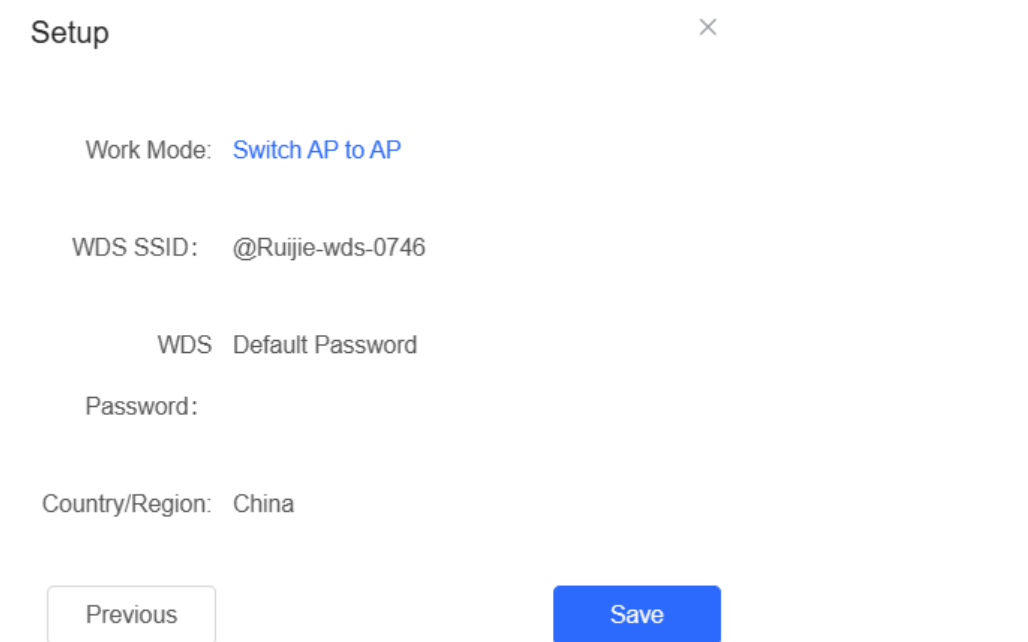 Setup
Work Mode: Switch AP to AP
WDS SSID: @Ruijie-wds-0746
WDS Default Password
Password:
Country/Region: China
Previous Save